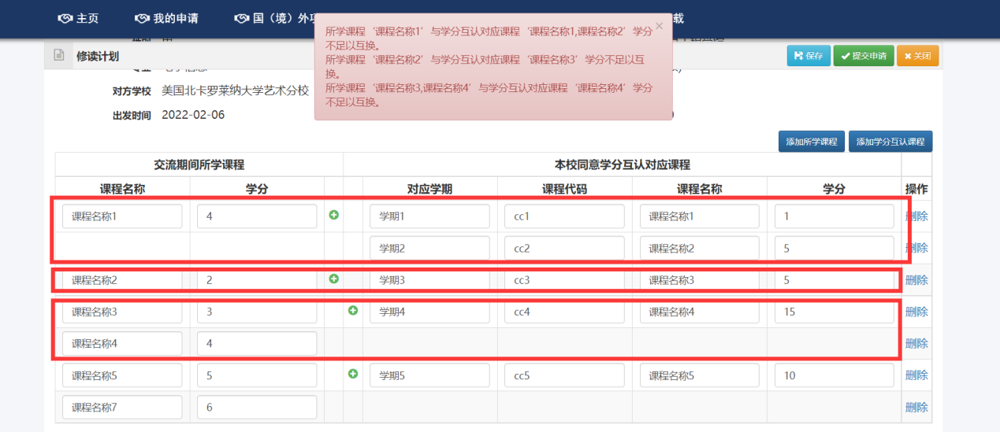 主页 我的申请 国（境）外项 载
所学课程‘课程名称1’与学分互认对应课程‘课程名称1,课程名称2’学分
不足以互换。
所学课程‘课程名称2’与学分互认对应课程‘课程名称3’学分不足以互
换。
所学课程‘课程名称3,课程名称4’与学分互认对应课程‘课程名称4’学分
不足以互换。
×
修读计划 保存 提交申请 关闭
对方学校 美国北卡罗莱纳大学艺术分校
出发时间 2022-02-06
添加所学课程 添加学分互认课程
交流期间所学课程 本校同意学分互认对应课程
课程名称 学分 对应学期 课程代码 课程名称 学分 操作
课程名称1 4 学期1 cc1 课程名称1 1 删除
学期2 cc2 课程名称2 5 删除
课程名称2 2 学期3 cc3 课程名称3 5 删除
课程名称3 3 学期4 cc4 课程名称4 15 删除
课程名称4 4 删除
课程名称5 5 学期5 cc5 课程名称5 10 删除
课程名称7 6 删除